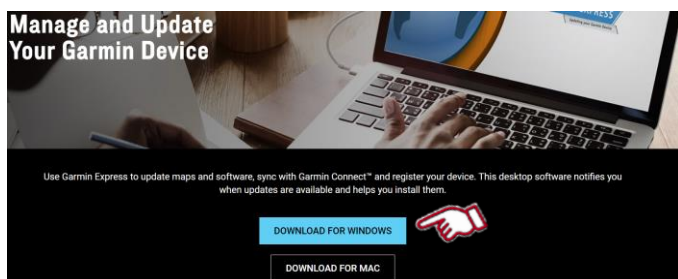 Manage and Update
Your Garmin Device
Use Garmin Express to update maps and software, sync with Garmin Connect™ and register your device. This desktop software notifies you
when updates are available and helps you install them.
DOWNLOAD FOR WINDOWS
DOWNLOAD FOR MAC